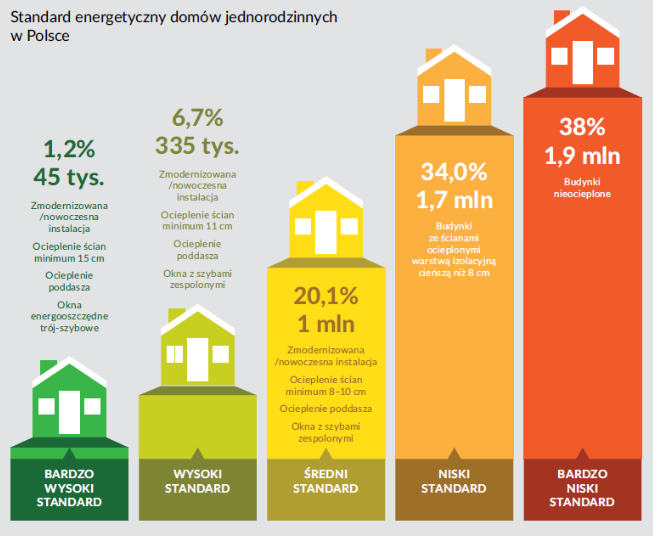 Standard energetyczny domów jednorodzinnych
w Polsce
1,2%
45 tys.
Zmodernizowana
/nowoczesna
instalacja
Ocieplenie ścian
minimum 15 cm
Ocieplenie
poddasza
Okna
energooszczędne
trój-szybowe
BARDZO
WYSOKI
STANDARD
6,7%
335 tys.
Zmodernizowana
/nowoczesna
instalacja
Ocieplenie ścian
minimum 11 cm
Ocieplenie
poddasza
Okna z szybami
zespolonymi
WYSOKI
STANDARD
20,1%
1 mln
Zmodernizowana
/nowoczesna instalacja
Ocieplenie ścian
minimum 8–10 cm
Ocieplenie poddasza
Okna z szybami
zespolonymi
ŚREDNI
STANDARD
34,0%
1,7 mln
Budynki
ze ścianami
ocieplonymi
warstwą izolacyjną
cieńszą niż 8 cm
NISKI
STANDARD
38%
1,9 mln
Budynki
nieocieplone
BARDZO
NISKI
STANDARD